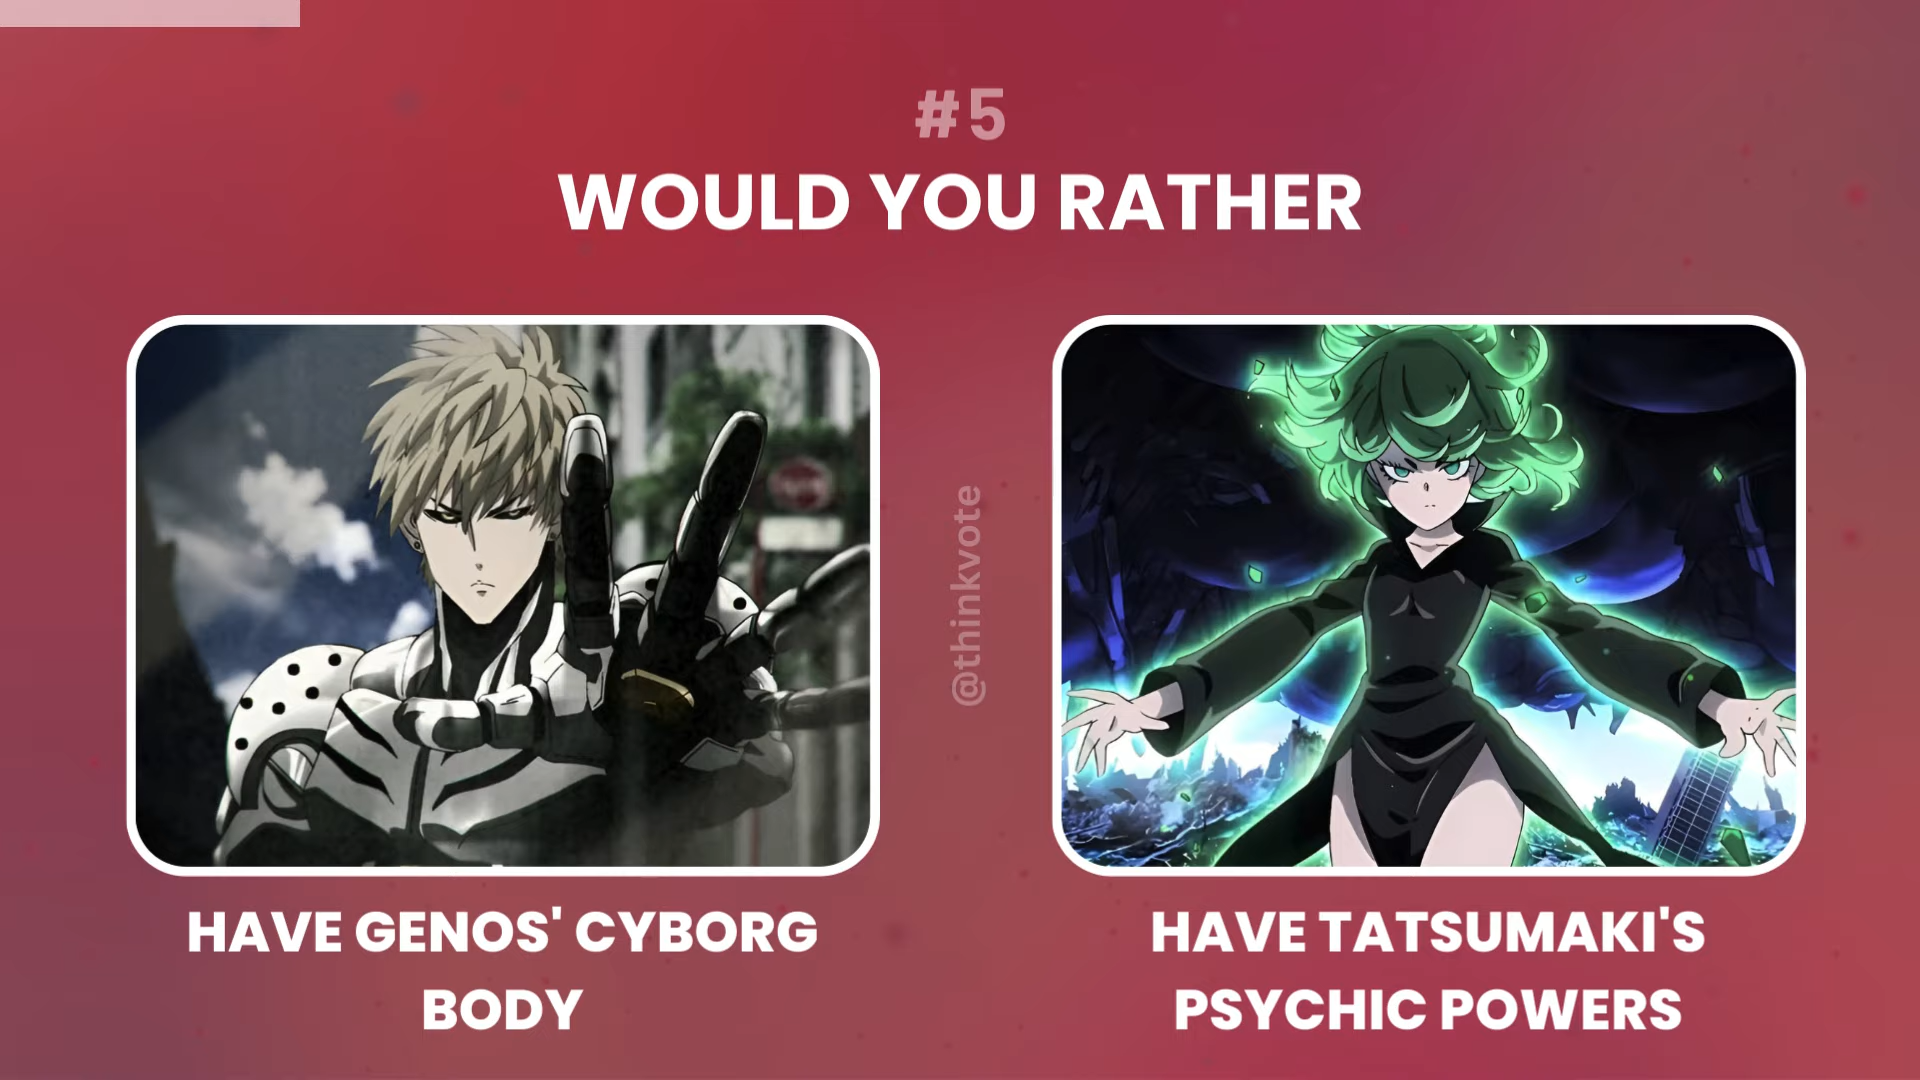 #5
WOULD YOU RATHER
@thinkvote
HAVE GENOS' CYBORG
BODY
HAVE TATSUMAKI'S
PSYCHIC POWERS